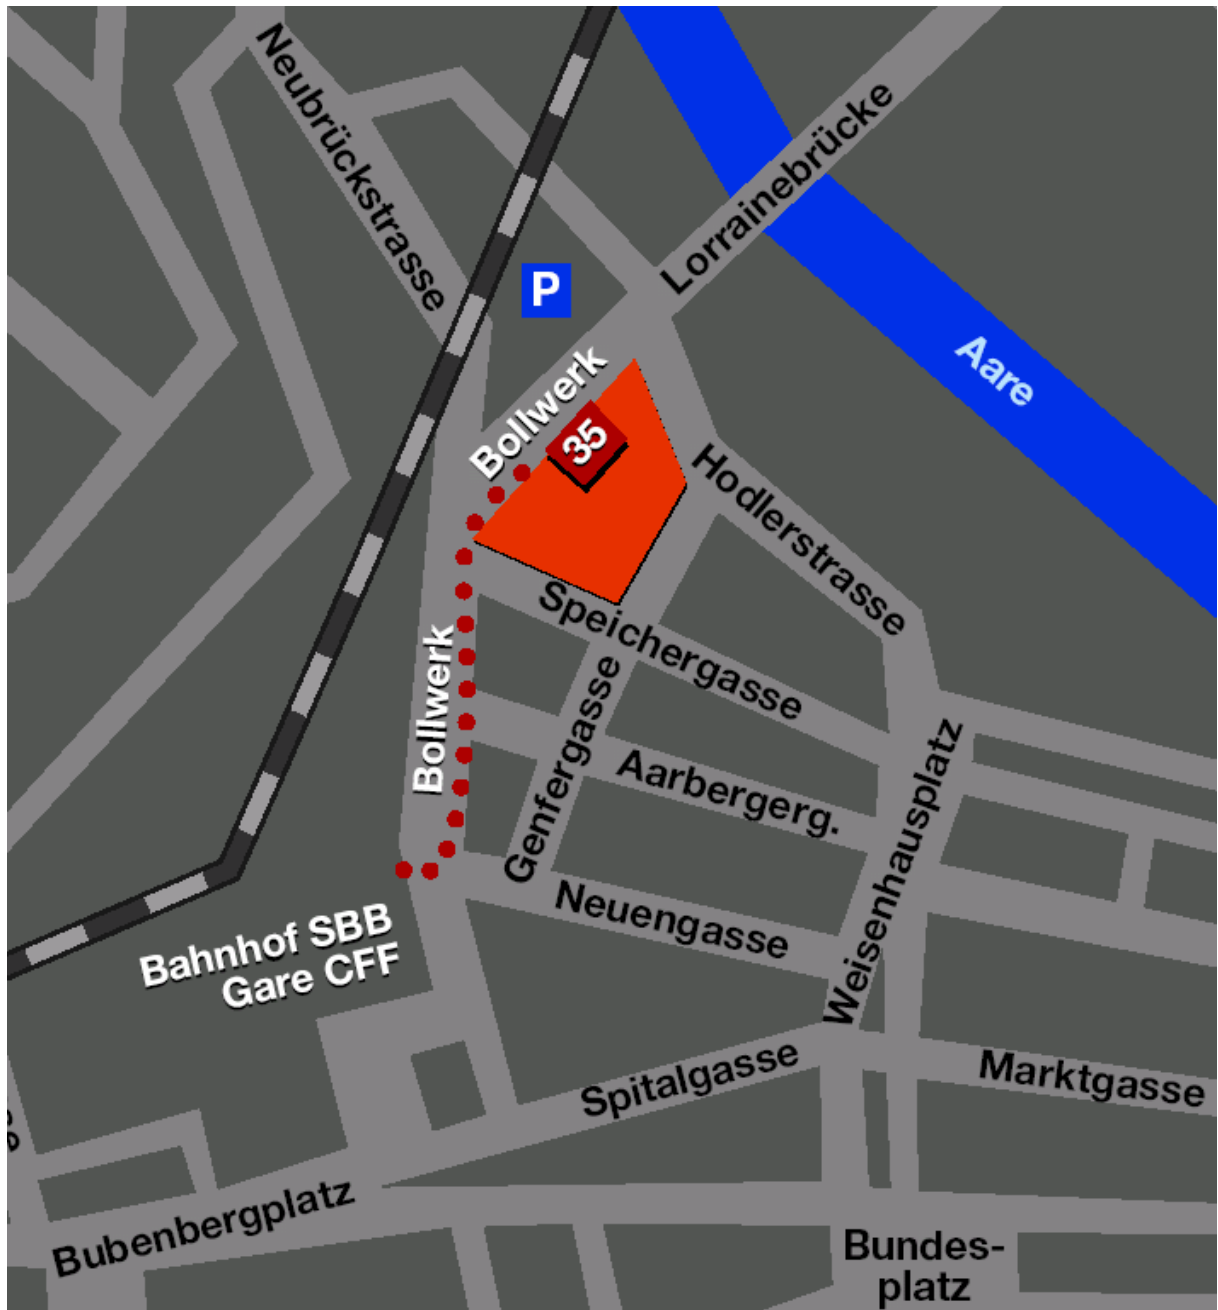 Neubrückstrasse
Lorrainebrücke
P
Aare
Bollwerk
35
Hodlerstrasse
Speichergasse
Bollwerk
Genfergasse
Aarbergerg.
Weisenhausplatz
Neuengasse
Bahnhof SBB
Gare CFF
Spitalgasse
Marktgasse
Bubenbergplatz
Bundes-
platz